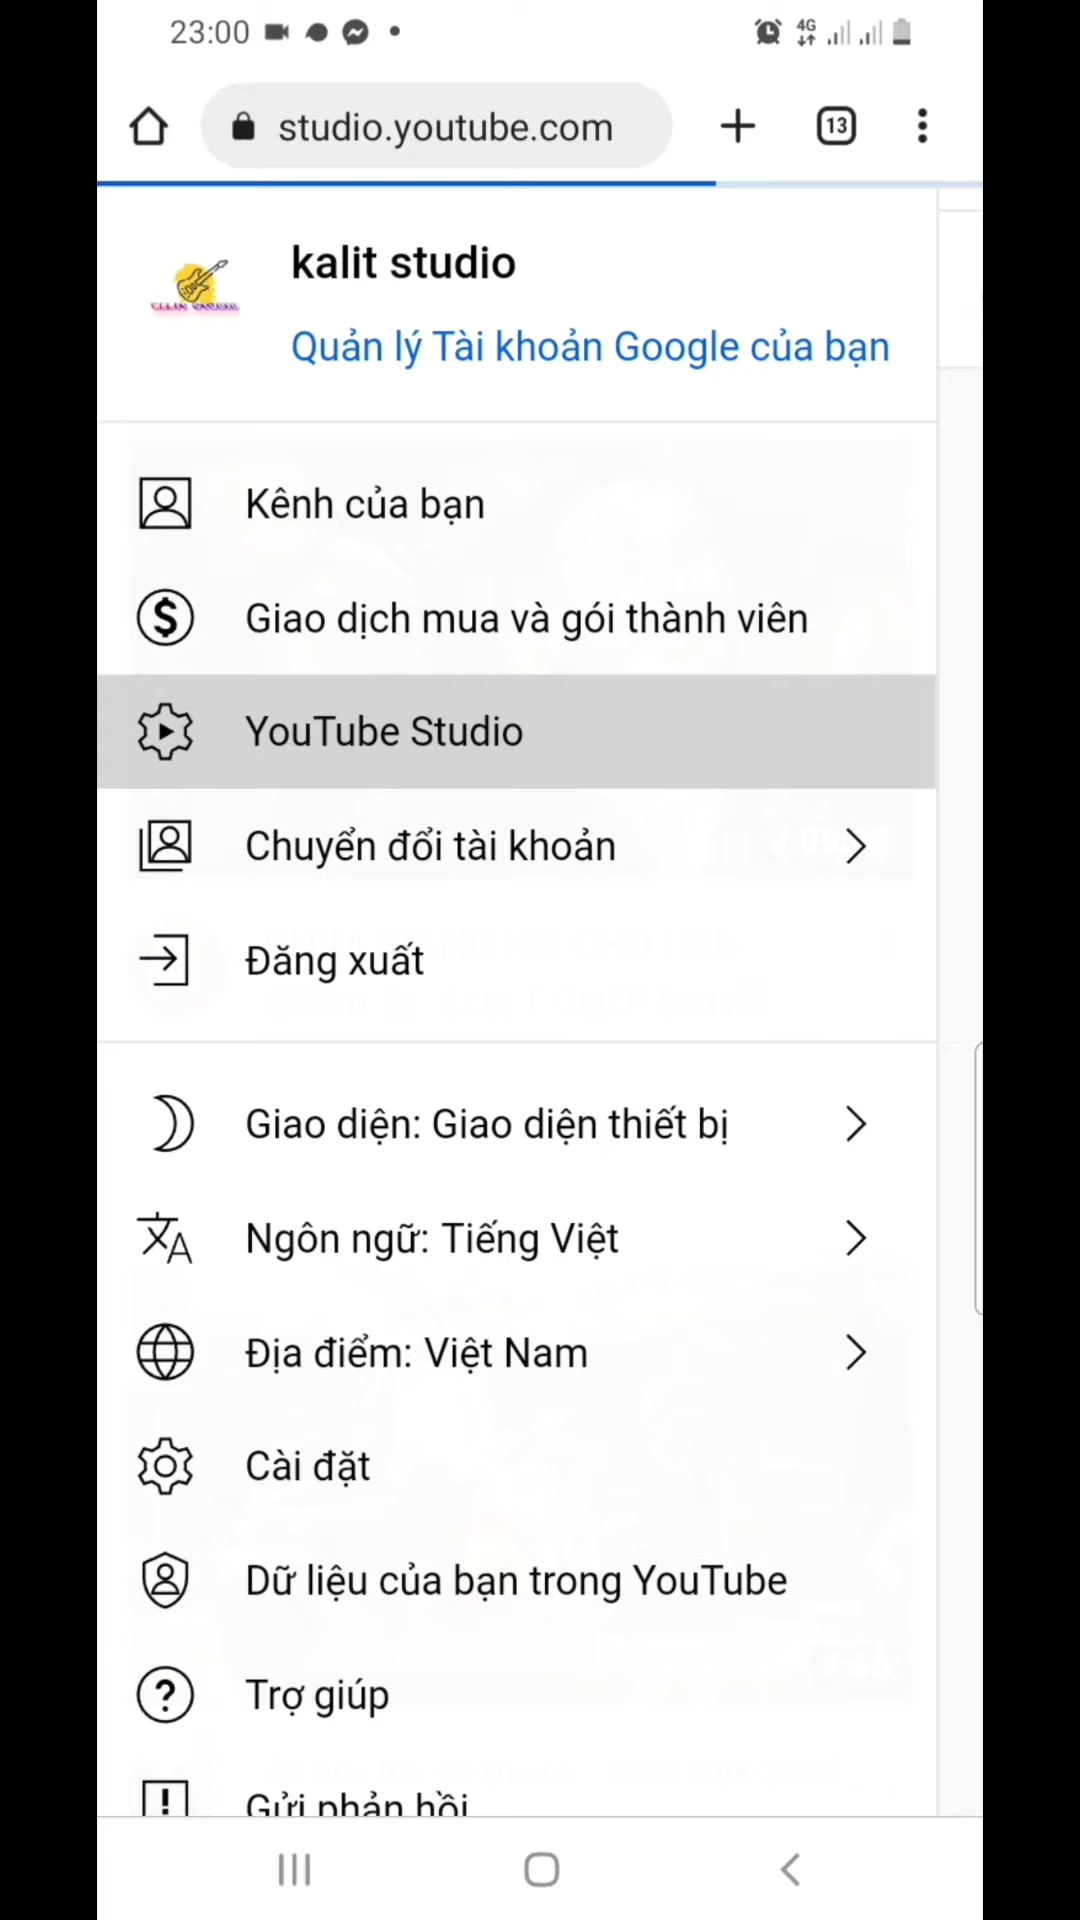 23:00
4G
studio.youtube.com
13
kalit studio
Quản lý Tài khoản Google của bạn
Kênh của bạn
Giao dịch mua và gói thành viên
YouTube Studio
Chuyển đổi tài khoản
Đăng xuất
Giao diện: Giao diện thiết bị
Ngôn ngữ: Tiếng Việt
Địa điểm: Việt Nam
Cài đặt
Dữ liệu của bạn trong YouTube
Trợ giúp
Gửi phản hồi